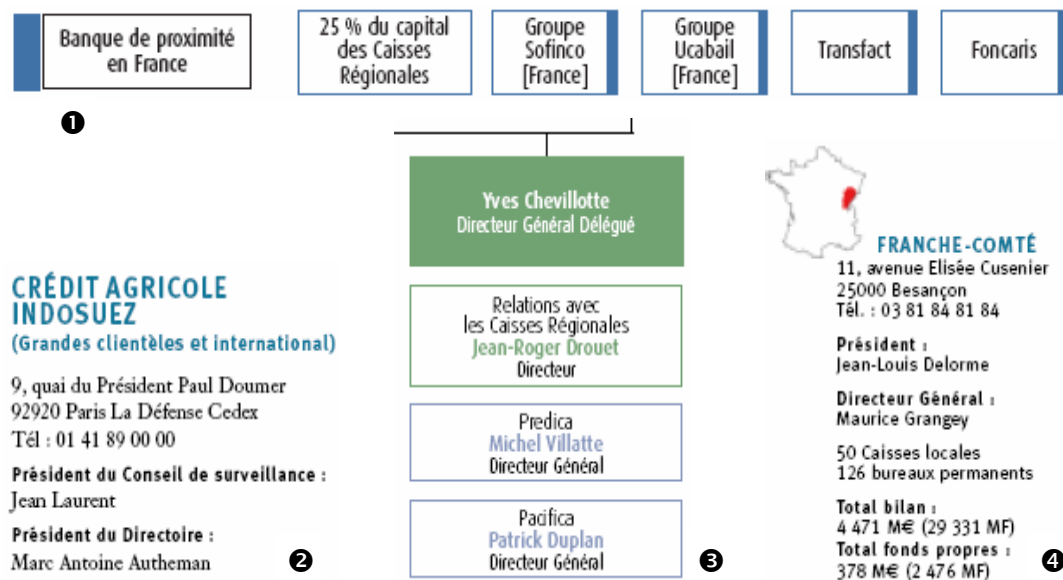 Banque de proximité
en France
25 % du capital
des Caisses
Régionales
Groupe
Sofinco
[France]
Groupe
Ucabail
[France]
Transfact
Foncaris
❶
CRÉDIT AGRICOLE
INDOSUEZ
(Grandes clientèles et international)
9, quai du Président Paul Doumer
92920 Paris La Défense Cedex
Tél : 01 41 89 00 00
Président du Conseil de surveillance :
Jean Laurent
Président du Directoire :
Marc Antoine Autheman
❷
Yves Chevillotte
Directeur Général Délégué
Relations avec
les Caisses Régionales
Jean-Roger Drouet
Directeur
Predica
Michel Villatte
Directeur Général
Pacifica
Patrick Duplan
Directeur Général
❸
FRANCHE-COMTÉ
11, avenue Elisée Cusenier
25000 Besançon
Tél. : 03 81 84 81 84
Président :
Jean-Louis Delorme
Directeur Général :
Maurice Grangey
50 Caisses locales
126 bureaux permanents
Total bilan :
4 471 M€ (29 331 MF)
Total fonds propres :
378 M€ (2 476 MF)
❹